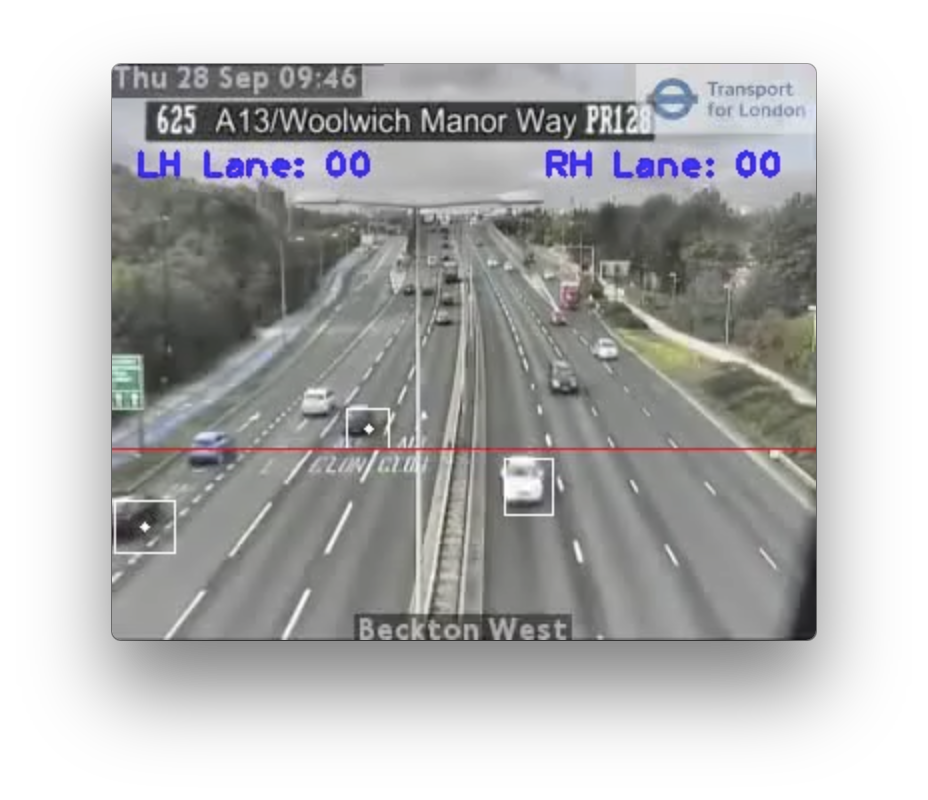 Thu 28 Sep 09:46
Transport
for London
625 A13/Woolwich Manor Way PR128
LH Lane: 00
RH Lane: 00
Beckton West